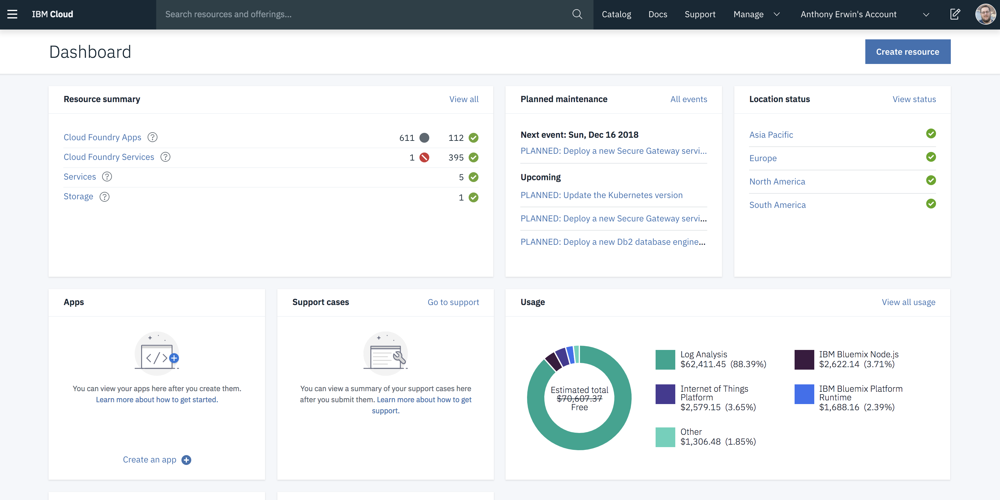 IBM Cloud
Search resources and offerings...
Catalog
Docs
Support
Manage
Anthony Erwin's Account
Dashboard
Create resource
Resource summary
View all
Cloud Foundry Apps ?
611
112
Cloud Foundry Services ?
1
395
Services ?
5
Storage ?
1
Planned maintenance
All events
Next event: Sun, Dec 16 2018
PLANNED: Deploy a new Secure Gateway servi...
Upcoming
PLANNED: Update the Kubernetes version
PLANNED: Deploy a new Secure Gateway servi...
PLANNED: Deploy a new Db2 database engine...
Location status
View status
Asia Pacific
Europe
North America
South America
Apps
</>
You can view your apps here after you create them.
Learn more about how to get started.
Create an app
Support cases
Go to support
You can view a summary of your support cases here
after you submit them. Learn more about how to get
support.
Usage
View all usage
Estimated total
$70,607.37
Free
Log Analysis
$62,411.45 (88.39%)
IBM Bluemix Node.js
$2,622.14 (3.71%)
Internet of Things
Platform
$2,579.15 (3.65%)
IBM Bluemix Platform
Runtime
$1,688.16 (2.39%)
Other
$1,306.48 (1.85%)